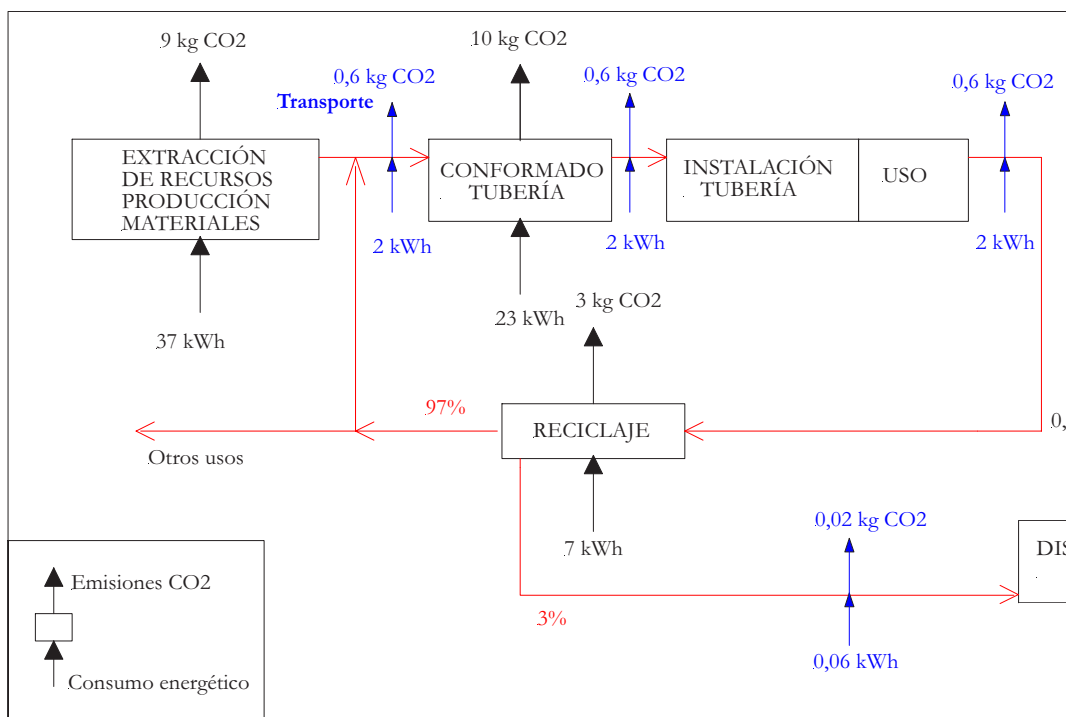 9 kg CO2
10 kg CO2
0,6 kg CO2
0,6 kg CO2
0,6 kg CO2
Transporte
EXTRACCIÓN
DE RECURSOS
PRODUCCIÓN
MATERIALES
CONFORMADO
TUBERÍA
INSTALACIÓN
TUBERÍA
USO
2 kWh
2 kWh
2 kWh
37 kWh
23 kWh
3 kg CO2
97%
RECICLAJE
0,
Otros usos
7 kWh
3%
0,02 kg CO2
0,06 kWh
DIS
Emisiones CO2
Consumo energético